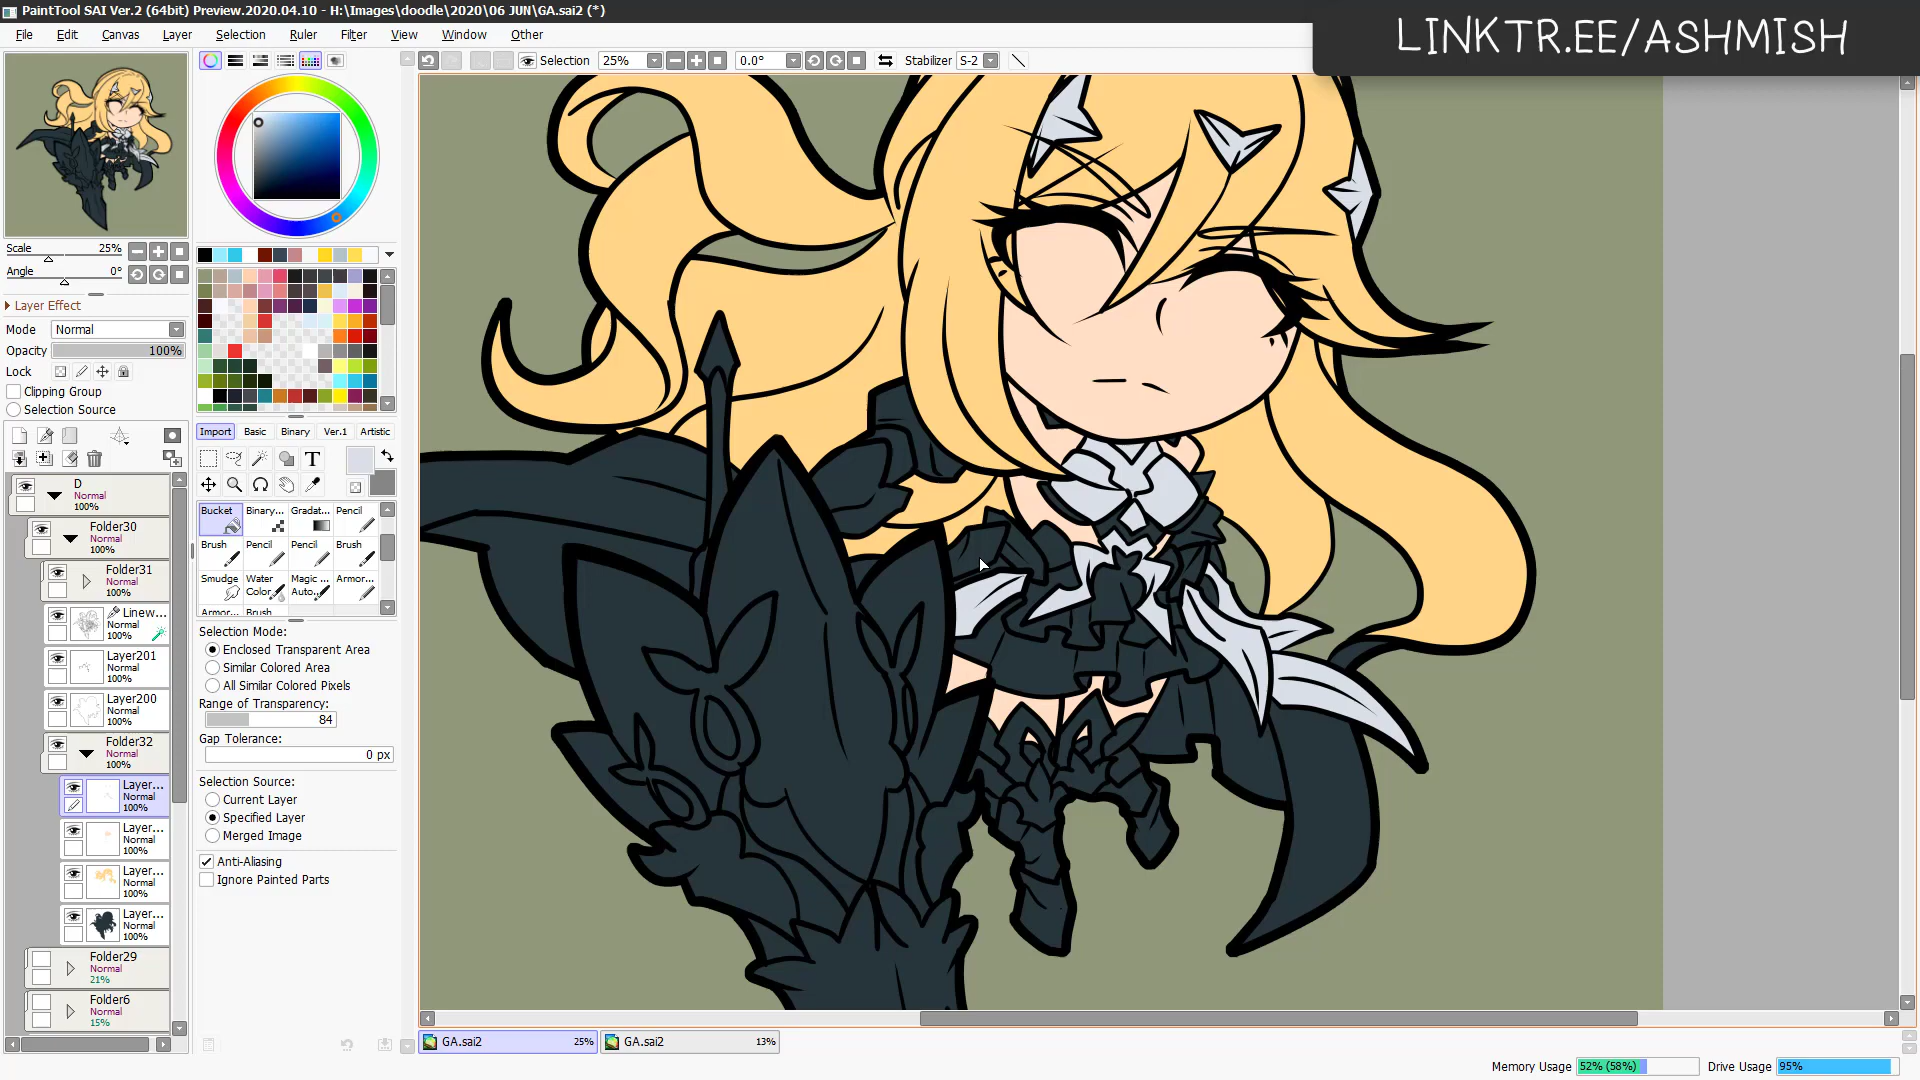 PaintTool SAI Ver.2 (64bit) Preview.2020.04.10 - H:\Images\doodle\2020\06 JUN\GA.sai2 (*)
LINKTR.EE/ASHMISH
File Edit Canvas Layer Selection Ruler Filter View Window Other
Selection 25% 0.0° Stabilizer S-2
Scale 25%
Angle 0°
Layer Effect
Mode Normal
Opacity 100%
Lock
Clipping Group
Selection Source
D
Normal
100%
Folder30
Normal
100%
Folder31
Normal
100%
Linew...
Normal
100%
Layer201
Normal
100%
Layer200
Normal
100%
Folder32
Normal
100%
Layer...
Normal
100%
Layer...
Normal
100%
Layer...
Normal
100%
Layer...
Normal
100%
Folder29
Normal
21%
Folder6
Normal
15%
Import Basic Binary Ver.1 Artistic
T
Bucket Binary... Gradat... Pencil
Brush Pencil Pencil Brush
Smudge Water Magic ... Armor...
Color... Auto...
Armor... Brush
Selection Mode:
Enclosed Transparent Area
Similar Colored Area
All Similar Colored Pixels
Range of Transparency:
84
Gap Tolerance:
0 px
Selection Source:
Current Layer
Specified Layer
Merged Image
Anti-Aliasing
Ignore Painted Parts
GA.sai2 25% GA.sai2 13%
Memory Usage 52% (58%) Drive Usage 95%